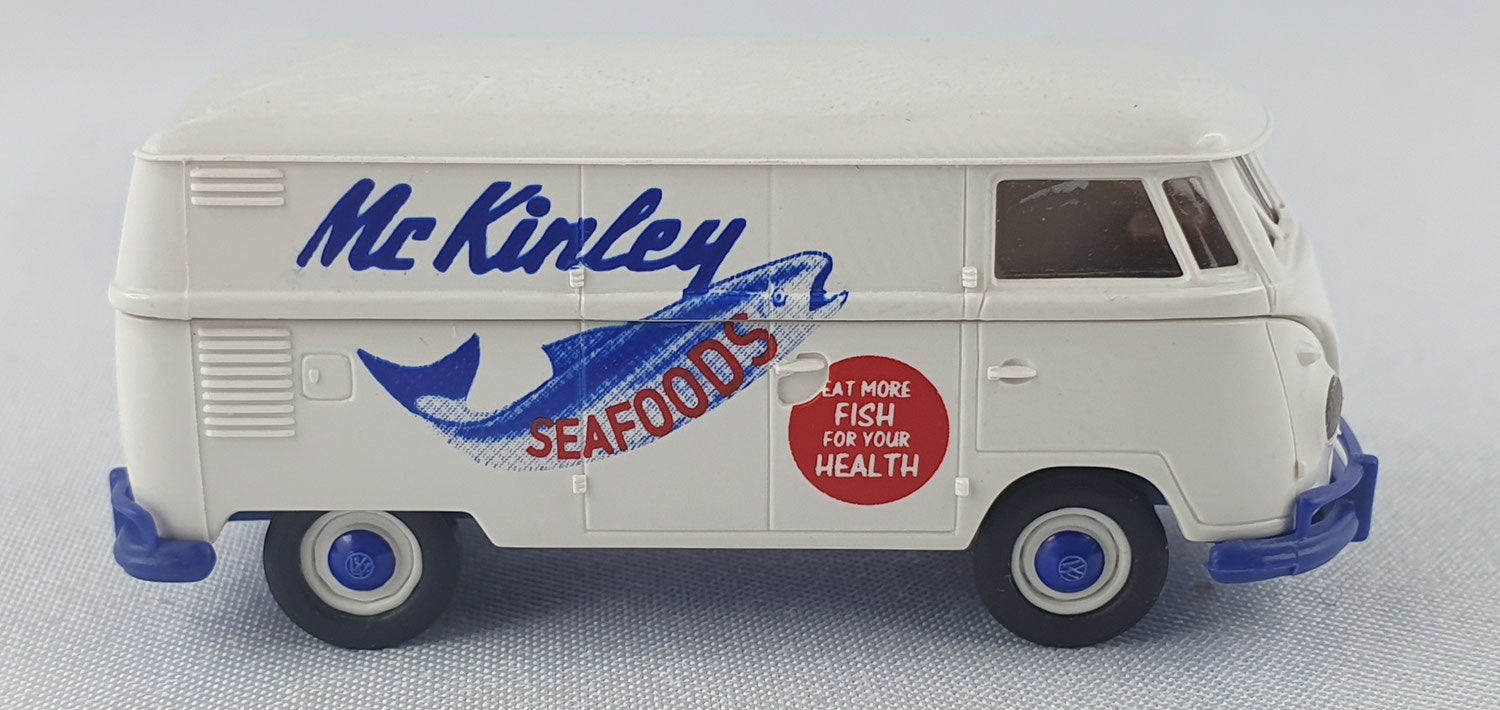 Mc Kinley
SEAFOODS
EAT MORE
FISH
FOR YOUR
HEALTH